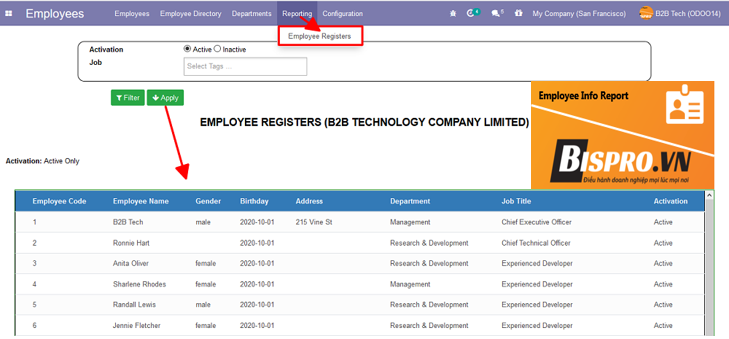 Employees Employees Employee Directory Departments Reporting Configuration 4 5 My Company (San Francisco) B2B Tech (ODOO14)
Employee Registers
Activation Active Inactive
Job Select Tags ...
Filter Apply
EMPLOYEE REGISTERS (B2B TECHNOLOGY COMPANY LIMITED)
Employee Info Report
BISPRO.VN
Điều hành doanh nghiệp mọi lúc mọi nơi
Activation: Active Only
Employee Code Employee Name Gender Birthday Address Department Job Title Activation
1 B2B Tech male 2020-10-01 215 Vine St Management Chief Executive Officer Active
2 Ronnie Hart 2020-10-01 Research & Development Chief Technical Officer Active
3 Anita Oliver female 2020-10-01 Research & Development Experienced Developer Active
4 Sharlene Rhodes female 2020-10-01 Management Experienced Developer Active
5 Randall Lewis male 2020-10-01 Research & Development Experienced Developer Active
6 Jennie Fletcher female 2020-10-01 Research & Development Experienced Developer Active